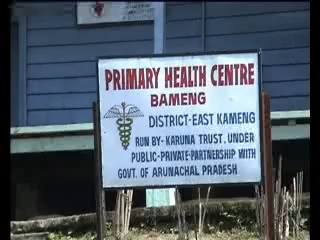 PRIMARY HEALTH CENTRE
BAMENG
DISTRICT-EAST KAMENG
RUN BY- KARUNA TRUST. UNDER
PUBLIC-PRIVATE-PARTNERSHIP WITH
GOVT. OF ARUNACHAL PRADESH